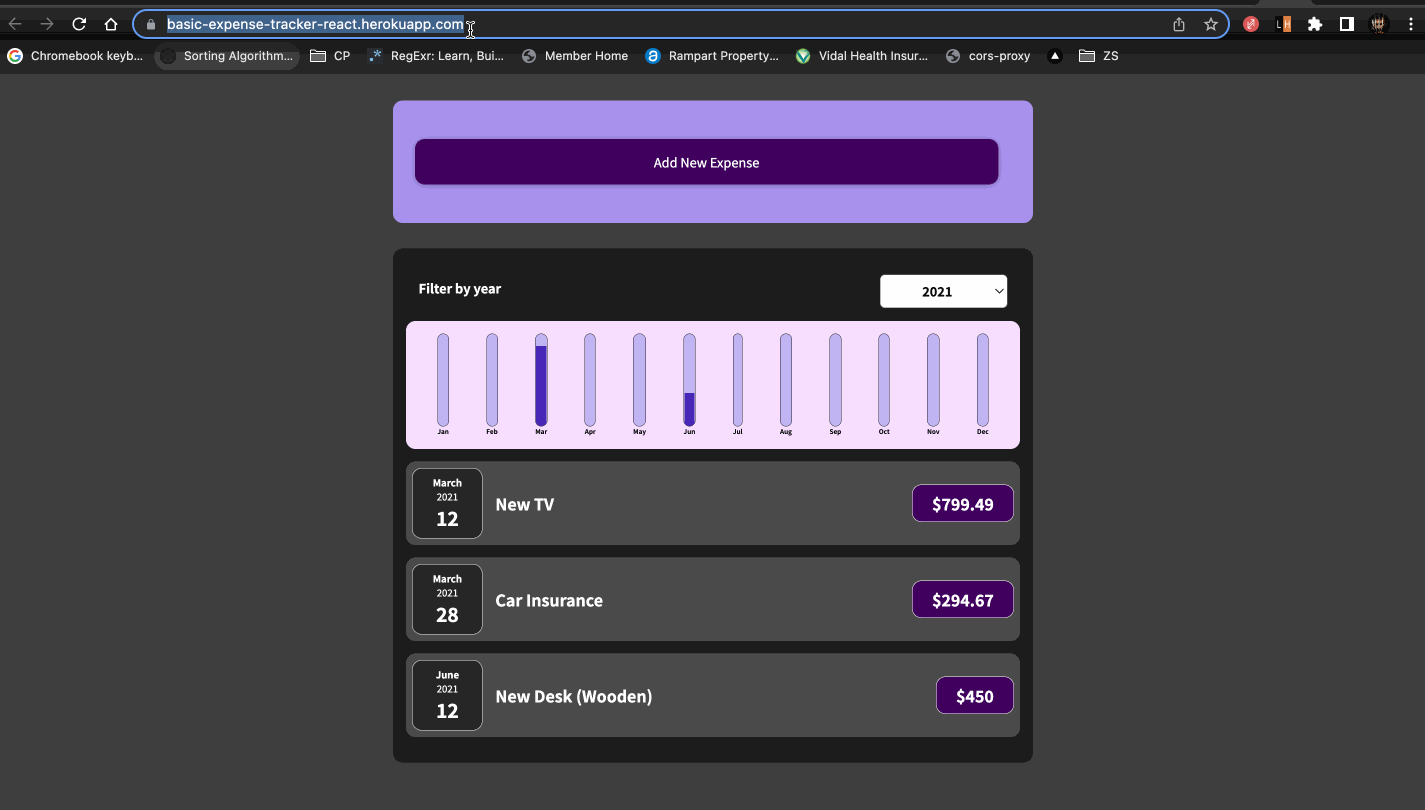 basic-expense-tracker-react.herokuapp.com
LH
Chromebook keyb... Sorting Algorithm... CP RegExr: Learn, Bui... Member Home Rampart Property... Vidal Health Insur... cors-proxy ZS
Add New Expense
Filter by year 2021
Jan Feb Mar Apr May Jun Jul Aug Sep Oct Nov Dec
March
2021
12
New TV
$799.49
March
2021
28
Car Insurance
$294.67
June
2021
12
New Desk (Wooden)
$450